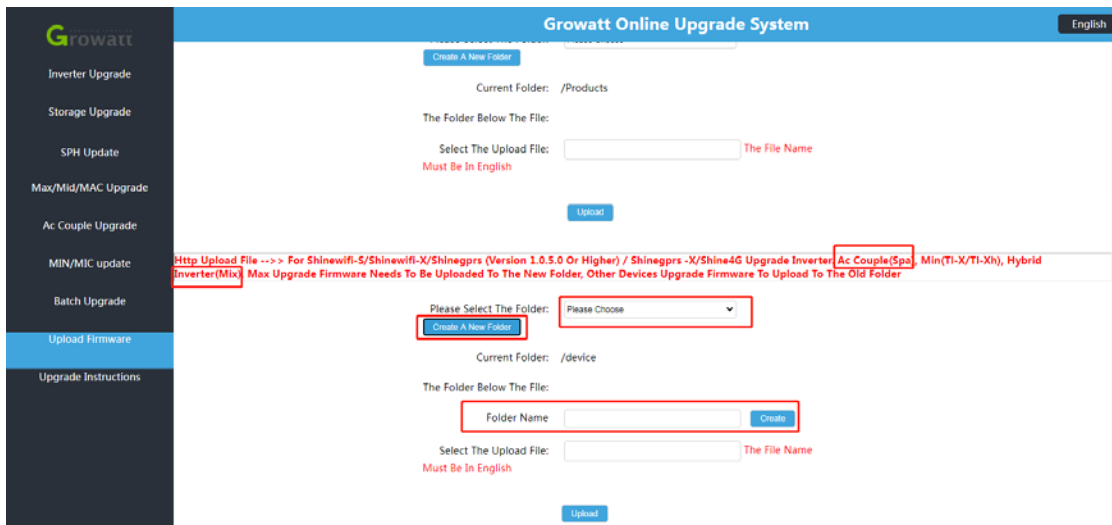 Growatt
Growatt Online Upgrade System
English
Inverter Upgrade
Storage Upgrade
SPH Update
Max/Mid/MAC Upgrade
Ac Couple Upgrade
MIN/MIC update
Batch Upgrade
Upload Firmware
Upgrade Instructions
Create A New Folder
Current Folder: /Products
The Folder Below The File:
Select The Upload File: The File Name
Must Be In English
Upload
Http Upload File -->> For Shinewifi-S/Shinewifi-X/Shinegprs (Version 1.0.5.0 Or Higher) / Shinegprs -X/Shine4G Upgrade Inverter, Ac Couple(Spa), Min(Tl-X/Tl-Xh), Hybrid
Inverter(Mix), Max Upgrade Firmware Needs To Be Uploaded To The New Folder, Other Devices Upgrade Firmware To Upload To The Old Folder
Please Select The Folder: Please Choose
Create A New Folder
Current Folder: /device
The Folder Below The File:
Folder Name Create
Select The Upload File: The File Name
Must Be In English
Upload